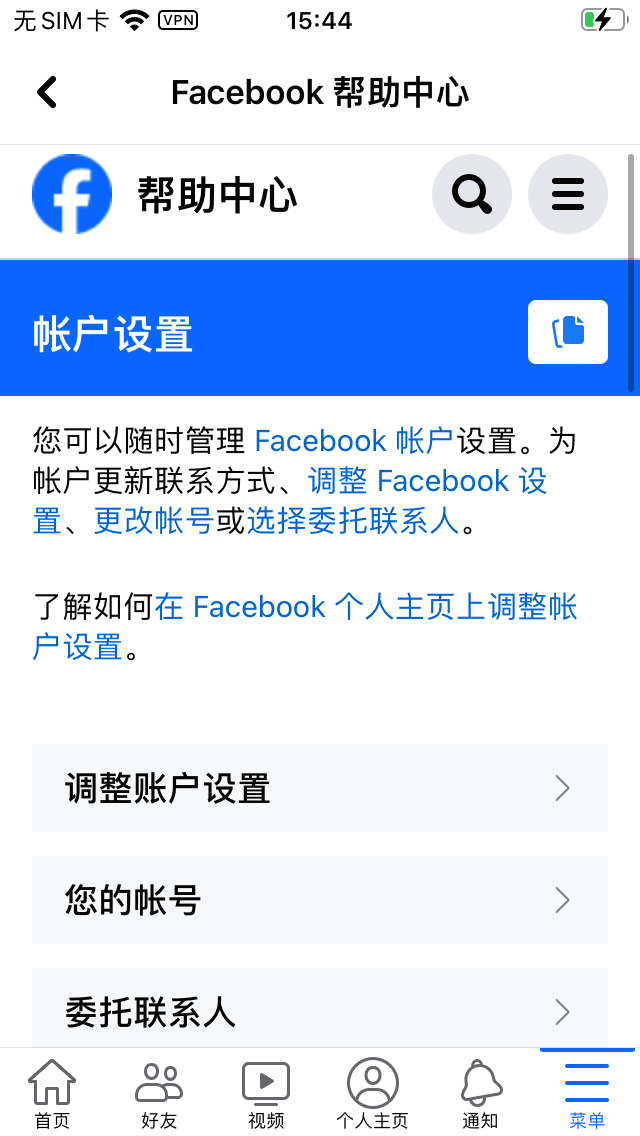 无SIM卡 VPN 15:44
Facebook 帮助中心
帮助中心
帐户设置
您可以随时管理 Facebook 帐户设置。为
帐户更新联系方式、调整 Facebook 设
置、更改帐号或选择委托联系人。
了解如何在 Facebook 个人主页上调整帐
户设置。
调整账户设置
您的帐号
委托联系人
首页 好友 视频 个人主页 通知 菜单